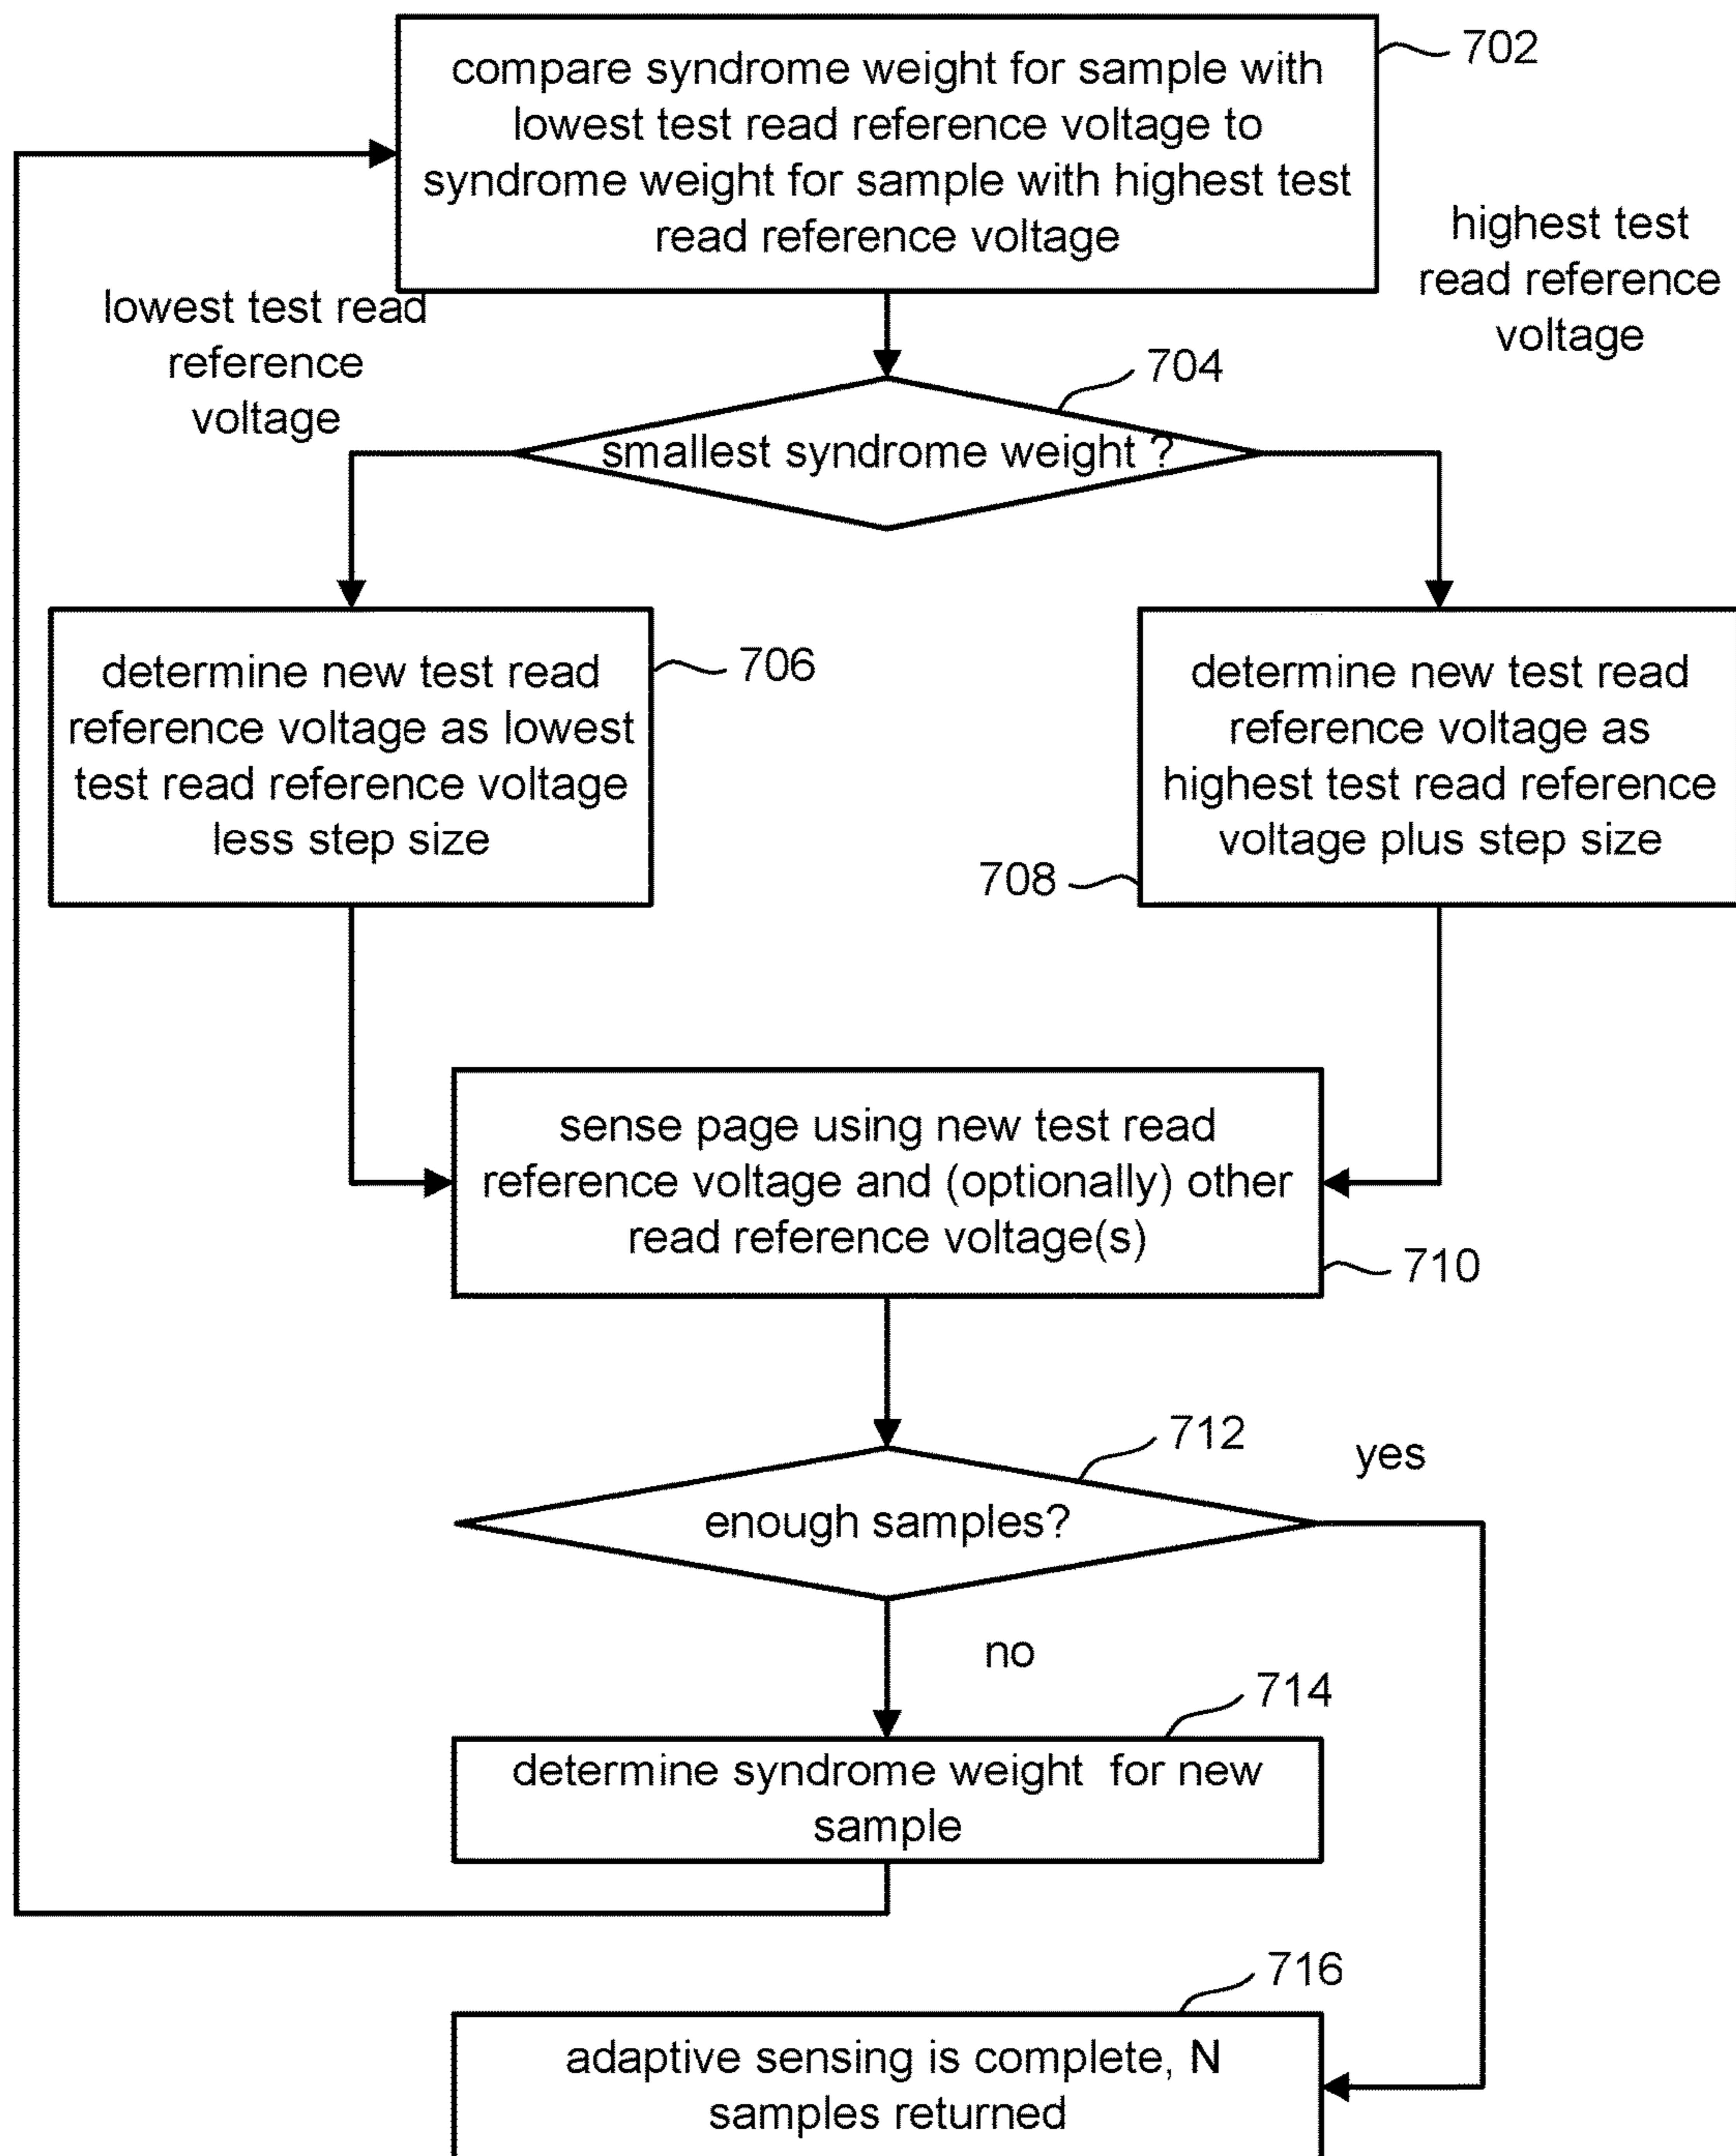 compare syndrome weight for sample with
lowest test read reference voltage to
syndrome weight for sample with highest test
read reference voltage
702
highest test
read reference
voltage
lowest test read
reference
voltage
704
smallest syndrome weight ?
determine new test read
reference voltage as lowest
test read reference voltage
less step size
706
determine new test read
reference voltage as
highest test read reference
voltage plus step size
708
sense page using new test read
reference voltage and (optionally) other
read reference voltage(s)
710
712
yes
enough samples?
no
714
determine syndrome weight for new
sample
716
adaptive sensing is complete, N
samples returned